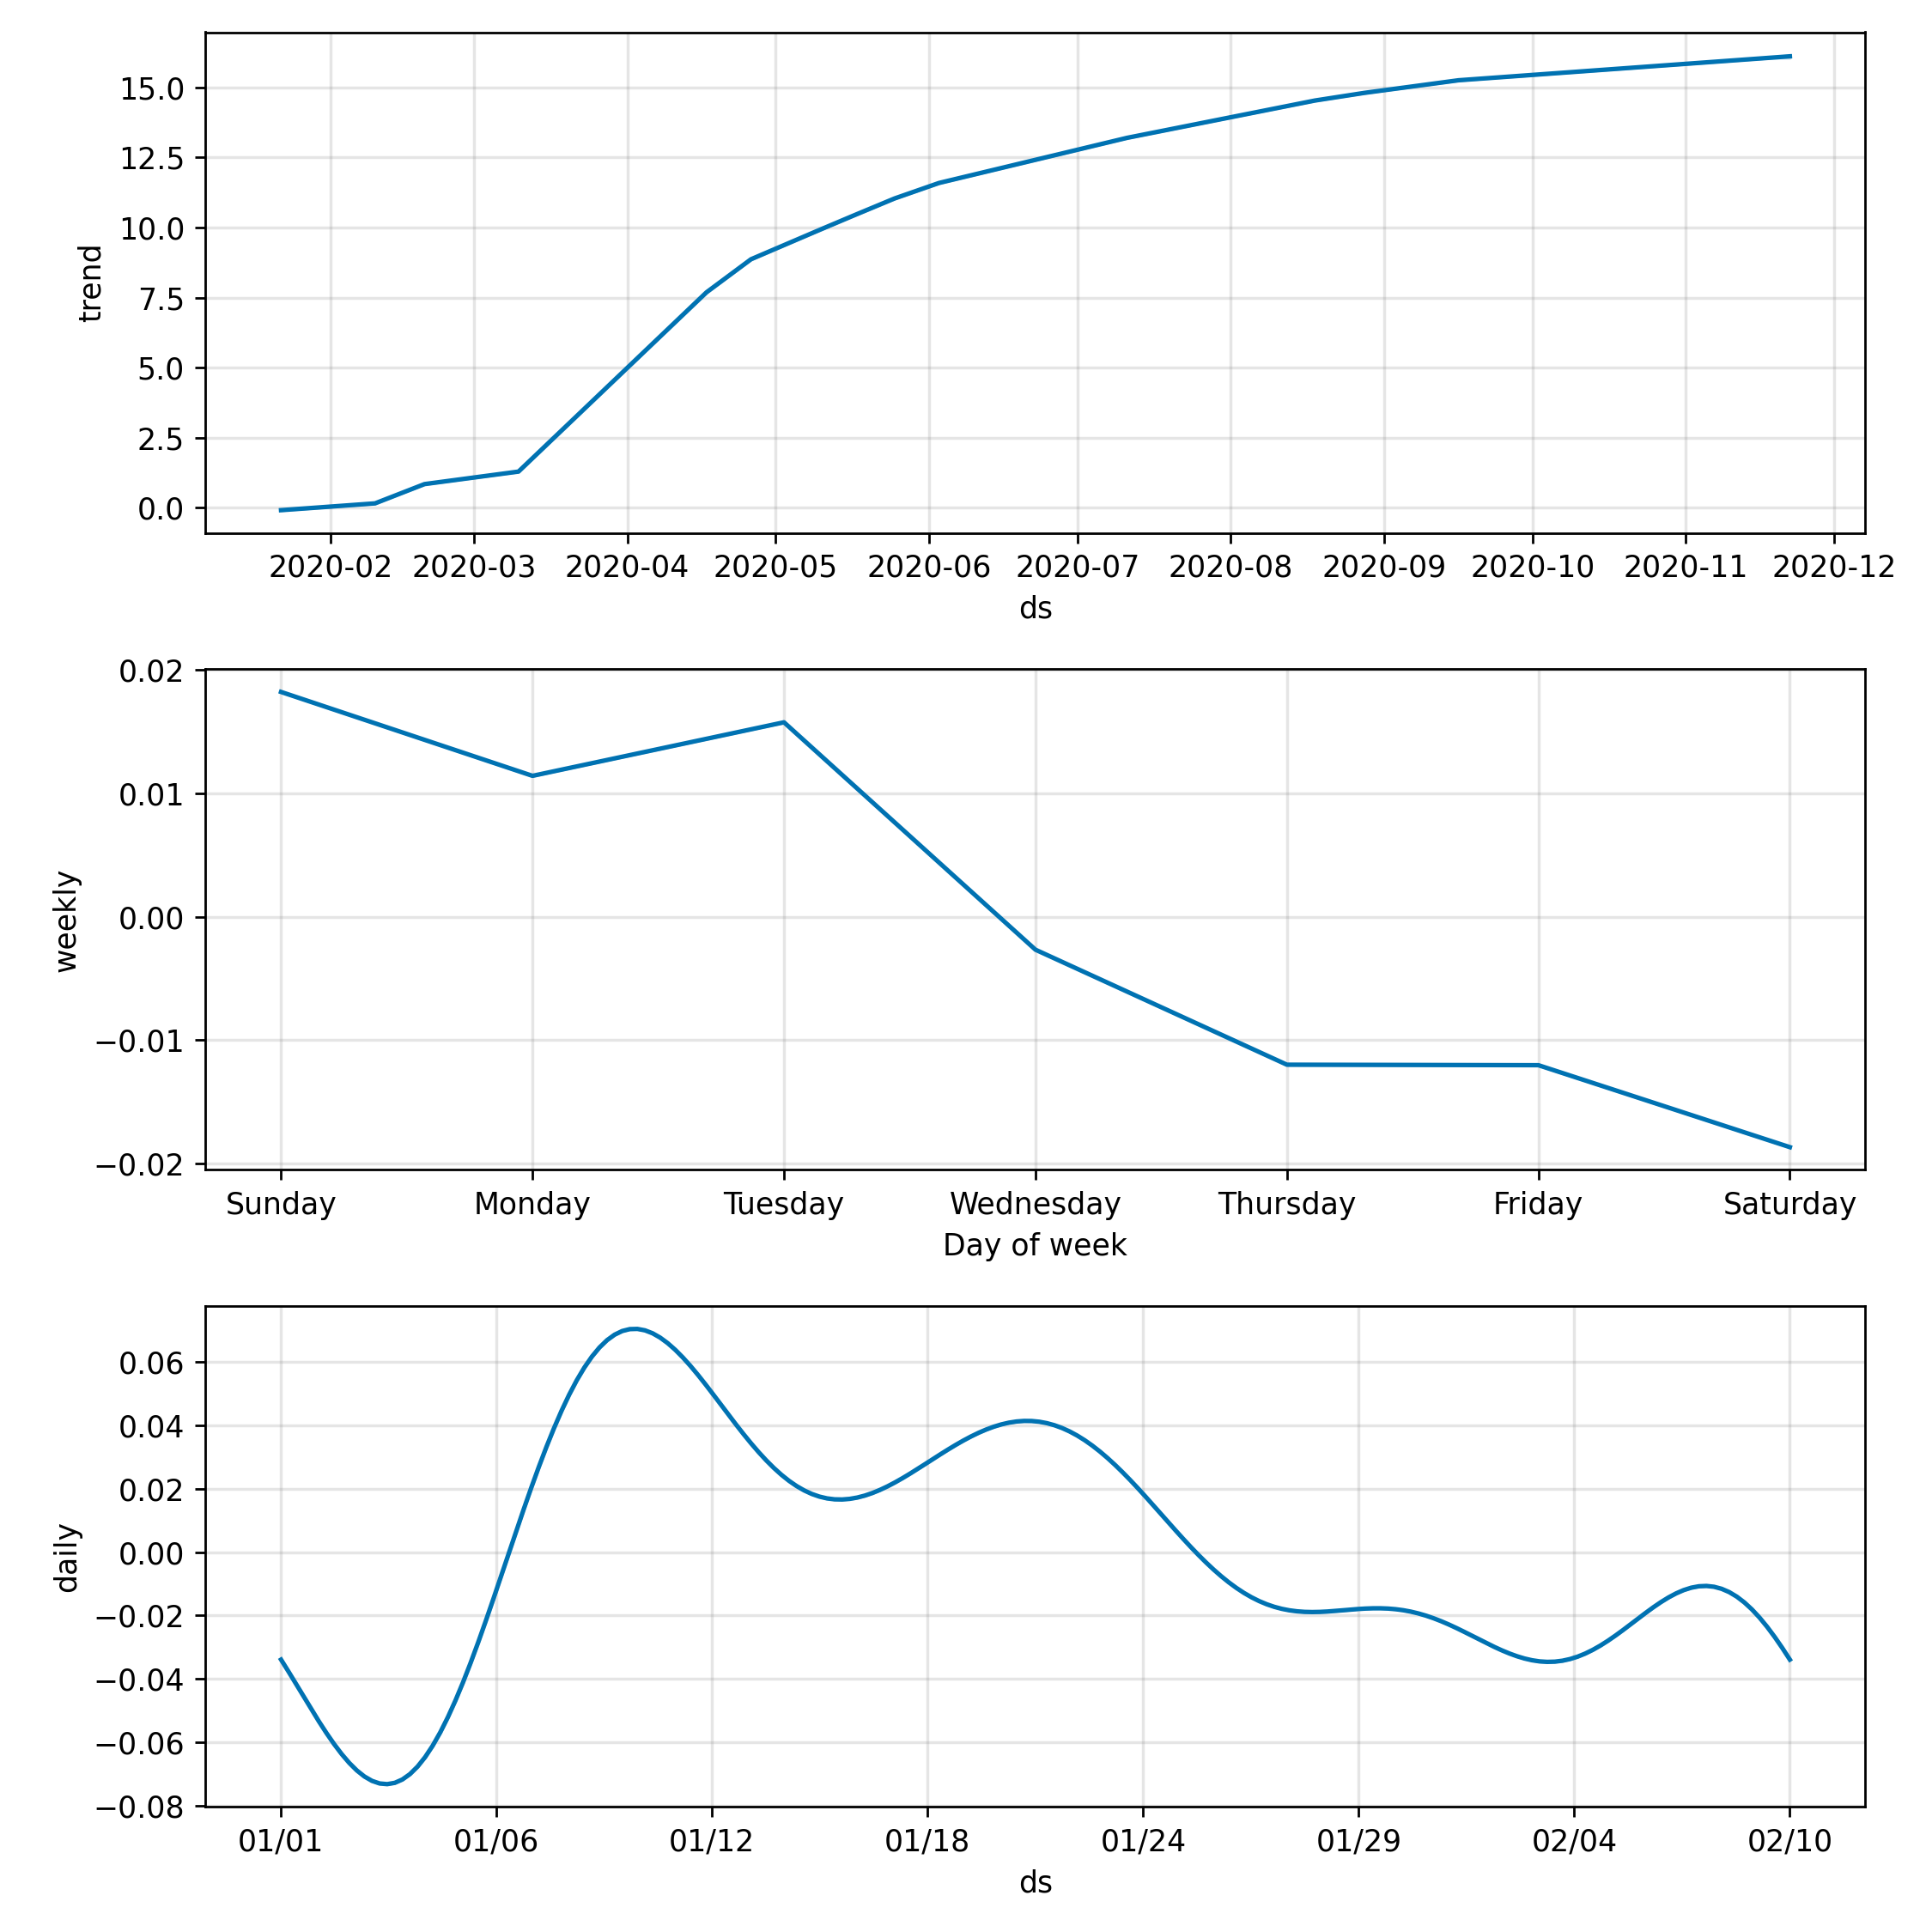 15.0
12.5
10.0
7.5
5.0
2.5
0.0
trend
2020-02 2020-03 2020-04 2020-05 2020-06 2020-07 2020-08 2020-09 2020-10 2020-11 2020-12
ds
0.02
0.01
0.00
−0.01
−0.02
weekly
Sunday Monday Tuesday Wednesday Thursday Friday Saturday
Day of week
0.06
0.04
0.02
0.00
−0.02
−0.04
−0.06
−0.08
daily
01/01 01/06 01/12 01/18 01/24 01/29 02/04 02/10
ds